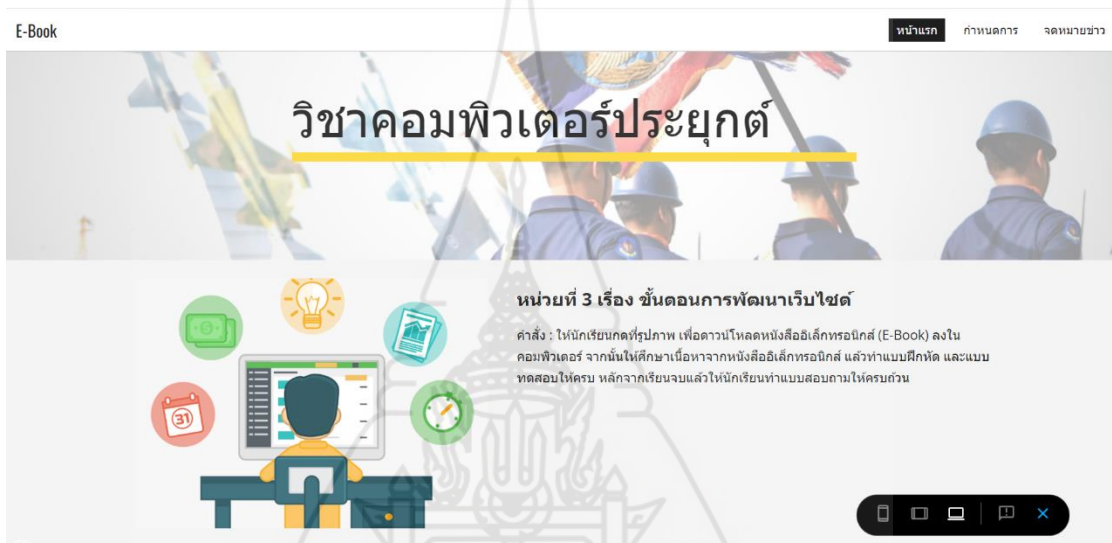 E-Book
หน้าแรก กำหนดการ จดหมายข่าว
วิชาคอมพิวเตอร์ประยุกต์
หน่วยที่ 3 เรื่อง ขั้นตอนการพัฒนาเว็บไซต์
คำสั่ง : ให้นักเรียนกดที่รูปภาพ เพื่อดาวน์โหลดหนังสืออิเล็กทรอนิกส์ (E-Book) ลงใน
คอมพิวเตอร์ จากนั้นให้ศึกษาเนื้อหาจากหนังสืออิเล็กทรอนิกส์ แล้วทำแบบฝึกหัด และแบบ
ทดสอบให้ครบ หลังจากเรียนจบแล้วให้นักเรียนทำแบบสอบถามให้ครบถ้วน
31